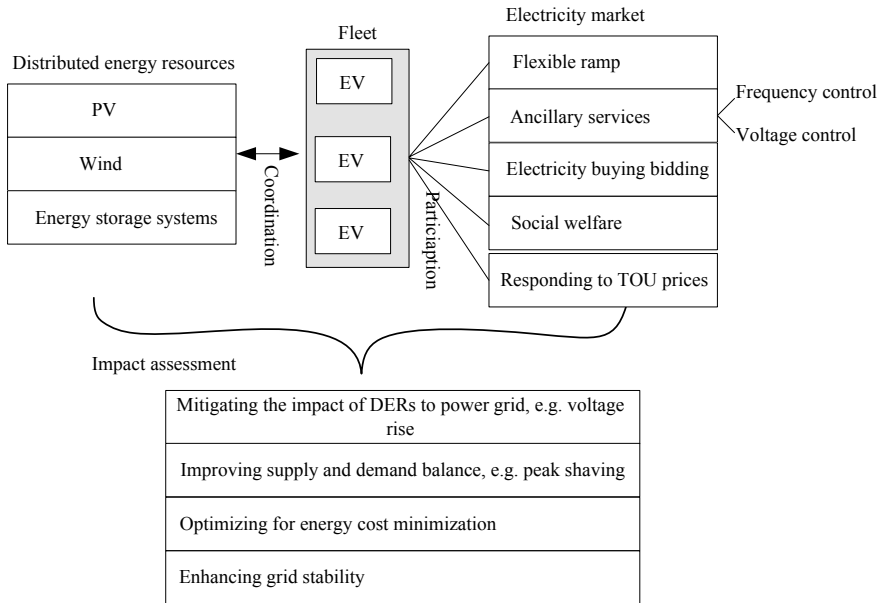 Electricity market
Fleet
Distributed energy resources
PV
Wind
Energy storage systems
Coordination
EV
EV
EV
Particiaption
Flexible ramp
Ancillary services
Electricity buying bidding
Social welfare
Responding to TOU prices
Frequency control
Voltage control
Impact assessment
Mitigating the impact of DERs to power grid, e.g. voltage
rise
Improving supply and demand balance, e.g. peak shaving
Optimizing for energy cost minimization
Enhancing grid stability